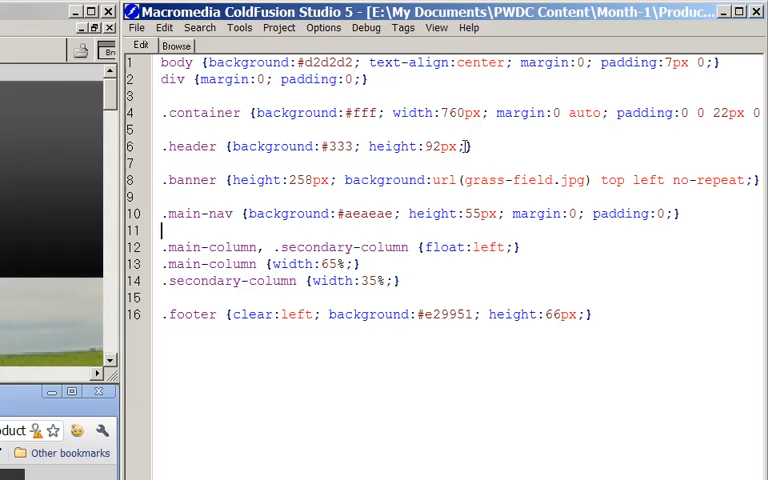 Macromedia ColdFusion Studio 5 - [E:\My Documents\PWDC Content\Month-1\Produc...
File Edit Search Tools Project Options Debug Tags View Help
Edit Browse
1 body {background:#d2d2d2; text-align:center; margin:0; padding:7px 0;}
2 div {margin:0; padding:0;}
4 .container {background:#fff; width:760px; margin:0 auto; padding:0 0 22px 0
5
6 .header {background:#333; height:92px;}
8 .banner {height:258px; background:url(grass-field.jpg) top left no-repeat;}
9
10 .main-nav {background:#aeaeae; height:55px; margin:0; padding:0;}
11
12 .main-column, .secondary-column {float:left;}
13 .main-column {width:65%;}
14 .secondary-column {width:35%;}
15
16 .footer {clear:left; background:#e29951; height:66px;}
Br
oduct
Other bookmarks